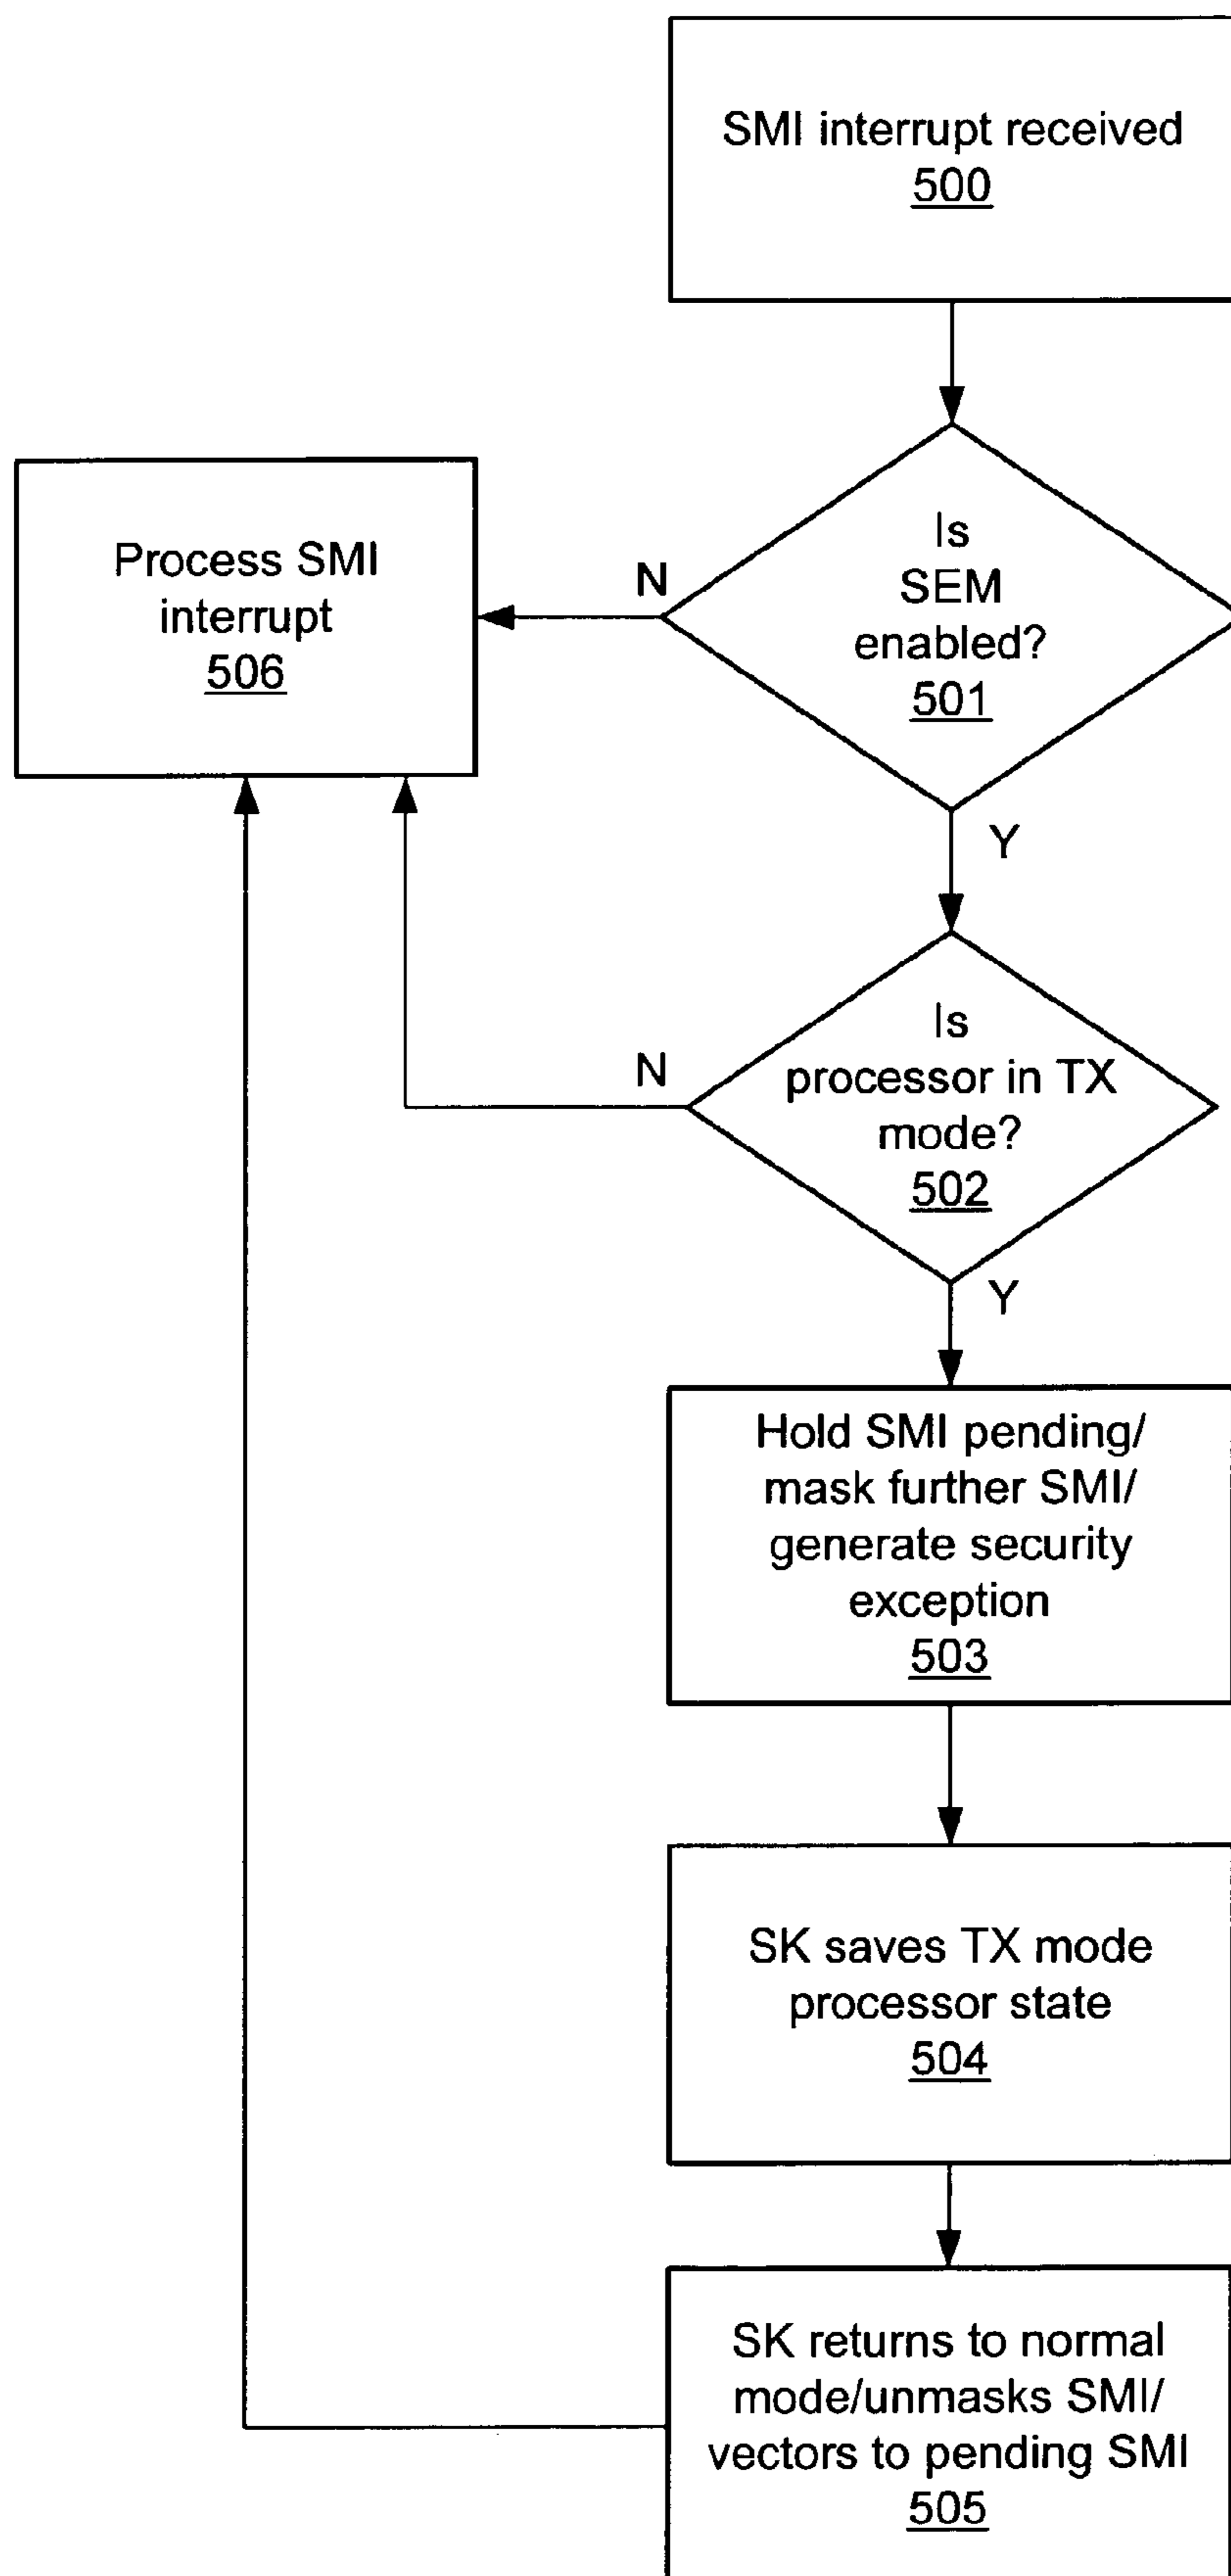 SMI interrupt received
500
Is
SEM
enabled?
501
N
Process SMI
interrupt
506
Y
Is
processor in TX
mode?
502
N
Y
Hold SMI pending/
mask further SMI/
generate security
exception
503
SK saves TX mode
processor state
504
SK returns to normal
mode/unmasks SMI/
vectors to pending SMI
505